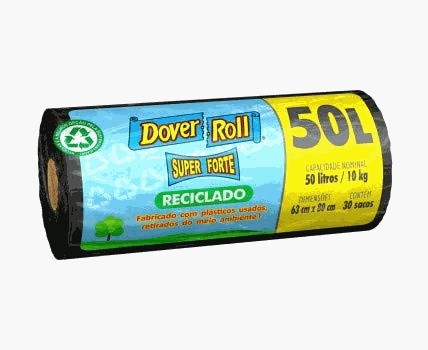 Dover Roll
SUPER FORTE
RECICLADO
Fabricado com plásticos usados,
retirados do meio ambiente!
50L
CAPACIDADE NOMINAL
50 litros / 10 kg
DIMENSÕES CONTÉM
63 cm x 80 cm 30 sacos